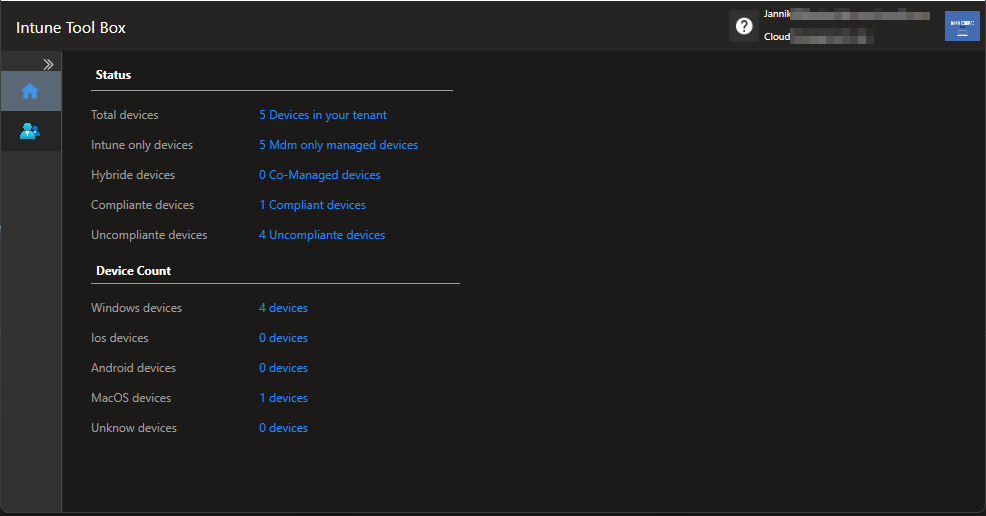 Intune Tool Box
Jannik
Cloud
Status
Total devices 5 Devices in your tenant
Intune only devices 5 Mdm only managed devices
Hybride devices 0 Co-Managed devices
Compliante devices 1 Compliant devices
Uncompliante devices 4 Uncompliante devices
Device Count
Windows devices 4 devices
Ios devices 0 devices
Android devices 0 devices
MacOS devices 1 devices
Unknow devices 0 devices